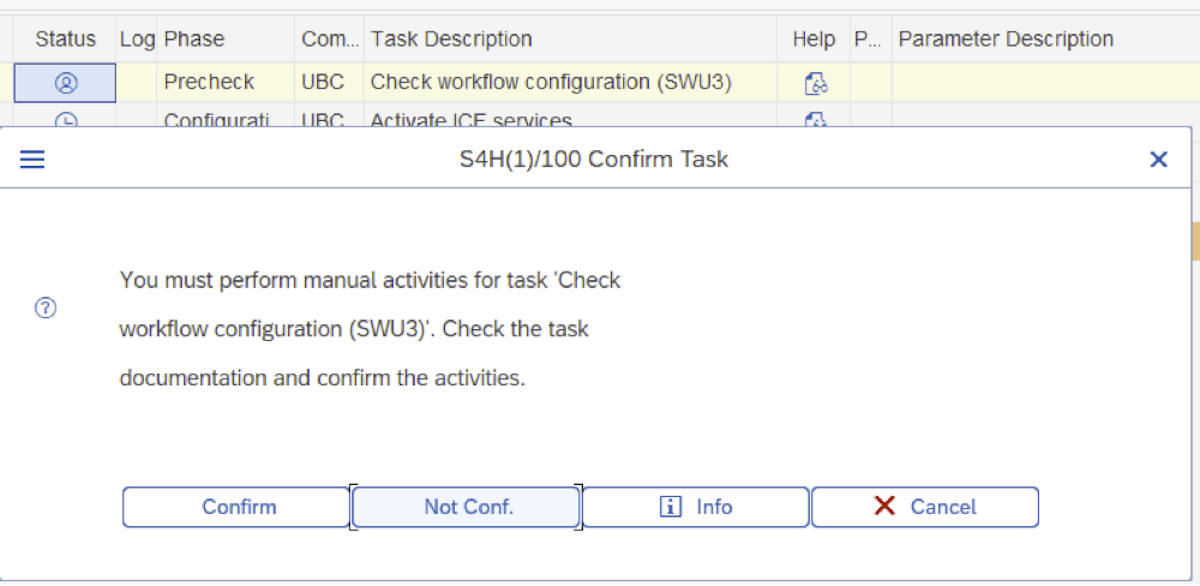 Status Log Phase Com... Task Description Help P... Parameter Description
Precheck UBC Check workflow configuration (SWU3)
Configurati UBC Activate ICF services
S4H(1)/100 Confirm Task
You must perform manual activities for task 'Check
workflow configuration (SWU3)'. Check the task
documentation and confirm the activities.
Confirm Not Conf. Info Cancel